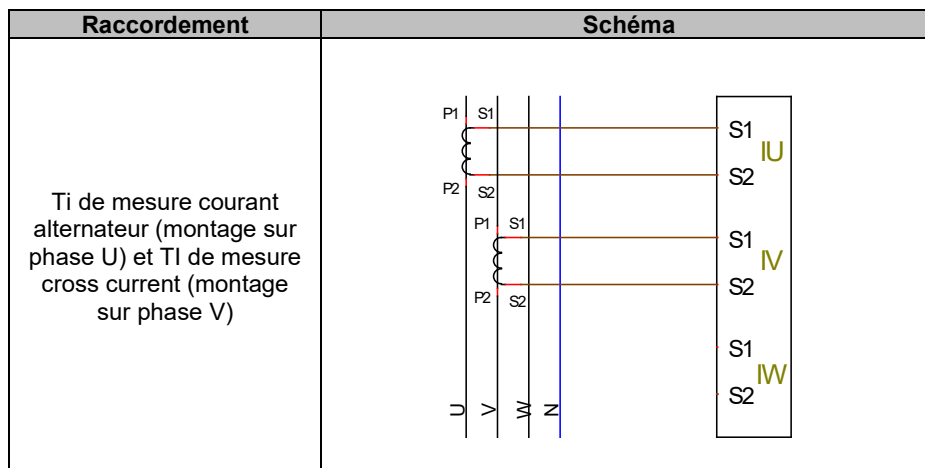 Raccordement
Schéma
Ti de mesure courant
alternateur (montage sur
phase U) et TI de mesure
cross current (montage
sur phase V)
P1 S1
P2 S2
P1 S1
P2 S2
U V W N
S1
IU
S2
S1
IV
S2
S1
IW
S2